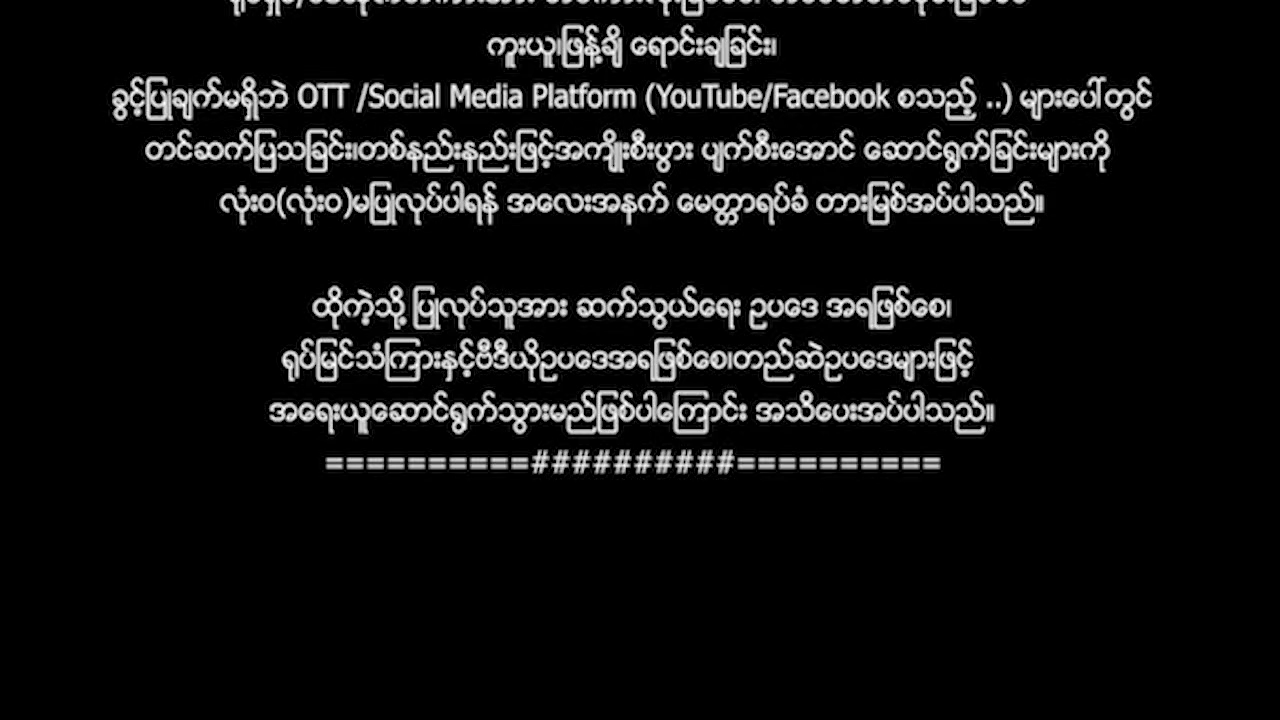 ကူးယူ၊ဖြန့်ချိ ရောင်းချခြင်း၊
ခွင့်ပြုချက်မရှိဘဲ OTT /Social Media Platform (YouTube/Facebook စသည့် ..) များပေါ်တွင်
တင်ဆက်ပြသခြင်း၊တစ်နည်းနည်းဖြင့်အကျိုးစီးပွား ပျက်စီးအောင် ဆောင်ရွက်ခြင်းများကို
လုံးဝ(လုံးဝ)မပြုလုပ်ပါရန် အလေးအနက် မေတ္တာရပ်ခံ တားမြစ်အပ်ပါသည်။
ထိုကဲ့သို့ ပြုလုပ်သူအား ဆက်သွယ်ရေး ဥပဒေ အရဖြစ်စေ၊
ရုပ်မြင်သံကြားနှင့်ဗီဒီယိုဥပဒေအရဖြစ်စေ၊တည်ဆဲဥပဒေများဖြင့်
အရေးယူဆောင်ရွက်သွားမည်ဖြစ်ပါကြောင်း အသိပေးအပ်ပါသည်။
==========##########==========